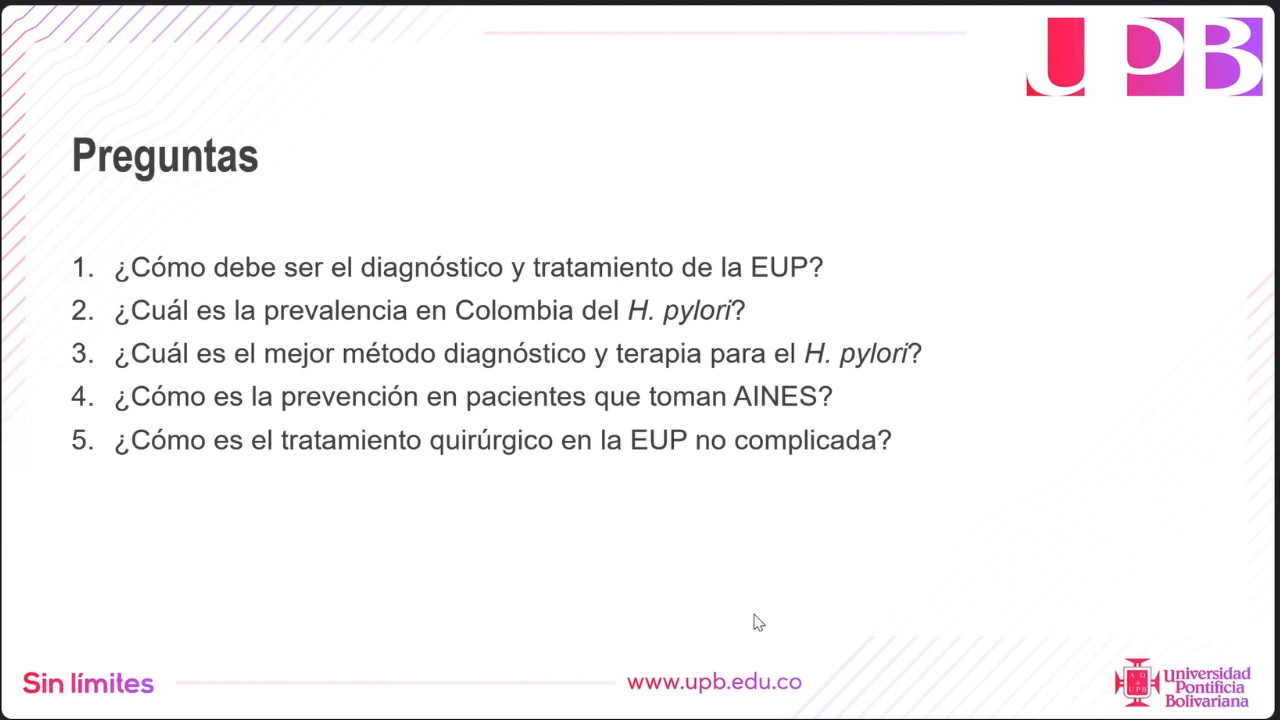 UPB
Preguntas
1. ¿Cómo debe ser el diagnóstico y tratamiento de la EUP?
2. ¿Cuál es la prevalencia en Colombia del H. pylori?
3. ¿Cuál es el mejor método diagnóstico y terapia para el H. pylori?
4. ¿Cómo es la prevención en pacientes que toman AINES?
5. ¿Cómo es el tratamiento quirúrgico en la EUP no complicada?
Sin límites
www.upb.edu.co
A Ω
UPB
Universidad
Pontificia
Bolivariana